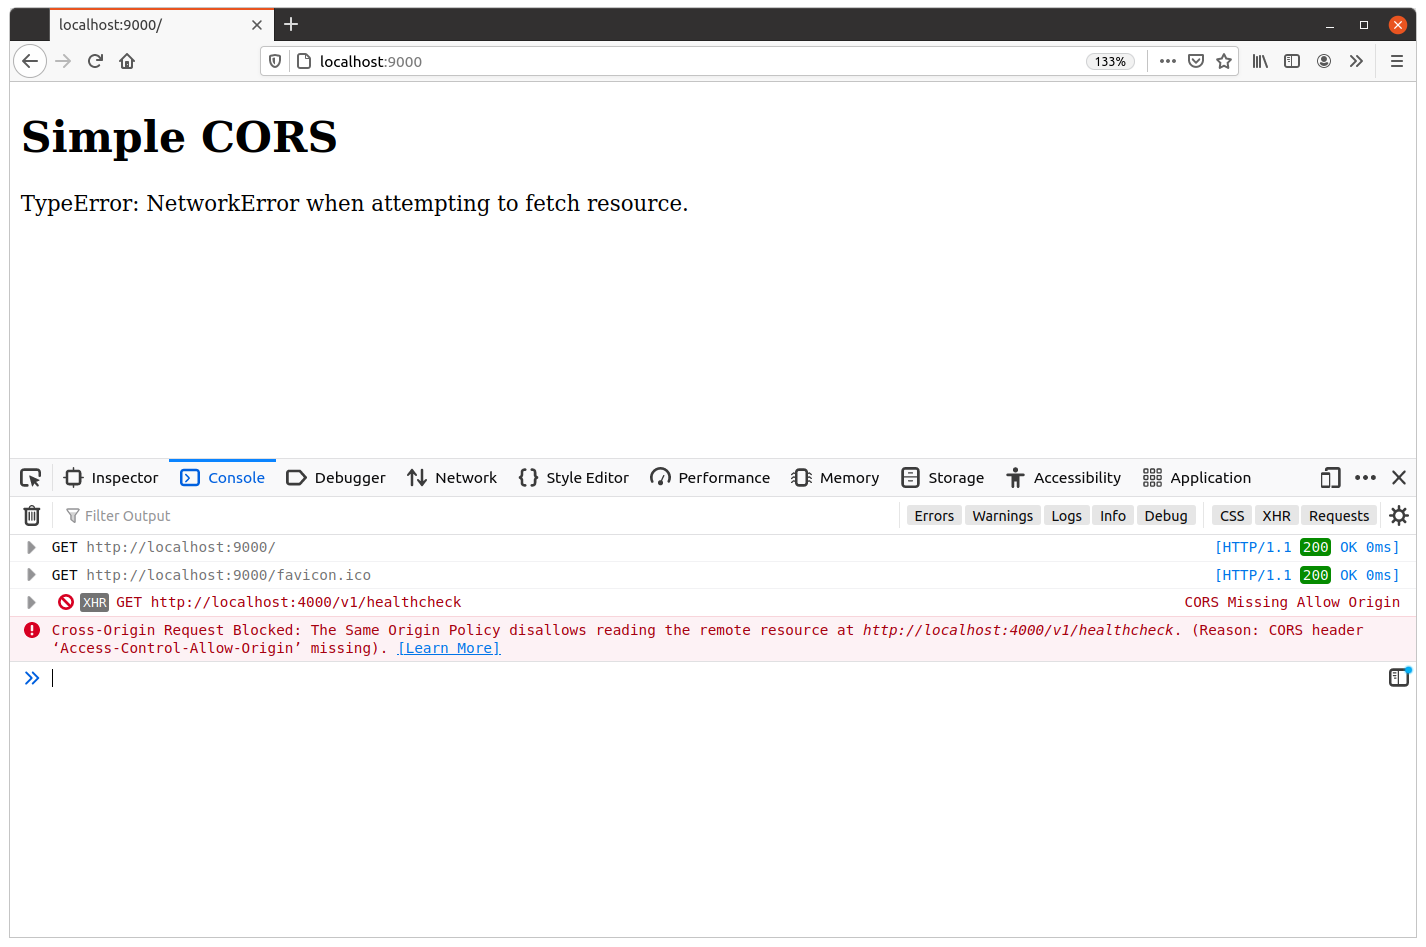 localhost:9000/
localhost:9000 133%
Simple CORS
TypeError: NetworkError when attempting to fetch resource.
Inspector Console Debugger Network Style Editor Performance Memory Storage Accessibility Application
Filter Output Errors Warnings Logs Info Debug CSS XHR Requests
GET http://localhost:9000/ [HTTP/1.1 200 OK 0ms]
GET http://localhost:9000/favicon.ico [HTTP/1.1 200 OK 0ms]
XHR GET http://localhost:4000/v1/healthcheck CORS Missing Allow Origin
Cross-Origin Request Blocked: The Same Origin Policy disallows reading the remote resource at http://localhost:4000/v1/healthcheck. (Reason: CORS header
‘Access-Control-Allow-Origin’ missing). [Learn More]